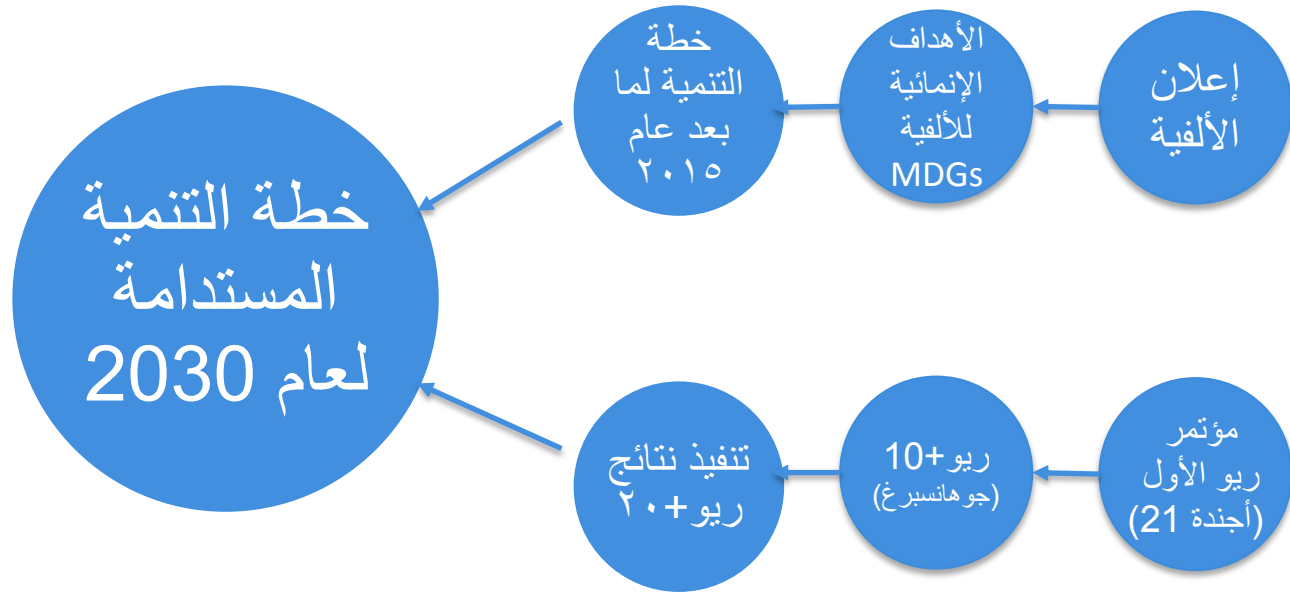 إعلان
الألفية
الأهداف
الإنمائية
للألفية
MDGs
خطة
التنمية لما
بعد عام
٢٠١٥
مؤتمر
ريو الأول
(أجندة 21)
ريو+10
(جوهانسبرغ)
تنفيذ نتائج
ريو+٢٠
خطة التنمية
المستدامة
لعام 2030